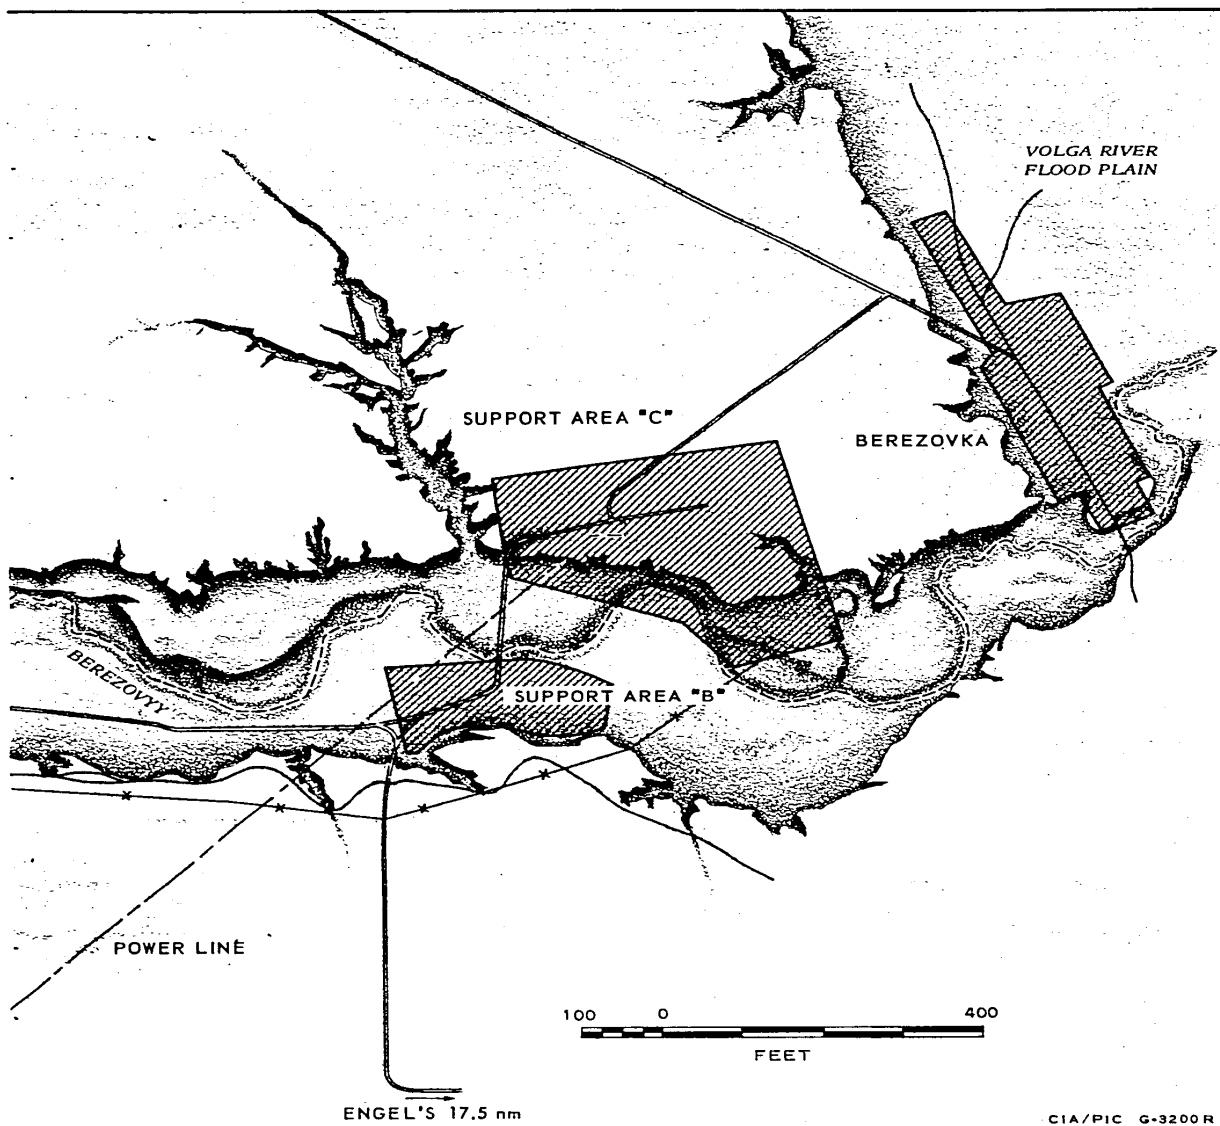 VOLGA RIVER
FLOOD PLAIN
SUPPORT AREA "C"
BEREZOVKA
BEREZOVYY
SUPPORT AREA "B"
POWER LINE
100 0 400
FEET
ENGEL'S 17.5 nm
CIA/PIC G-3200 R